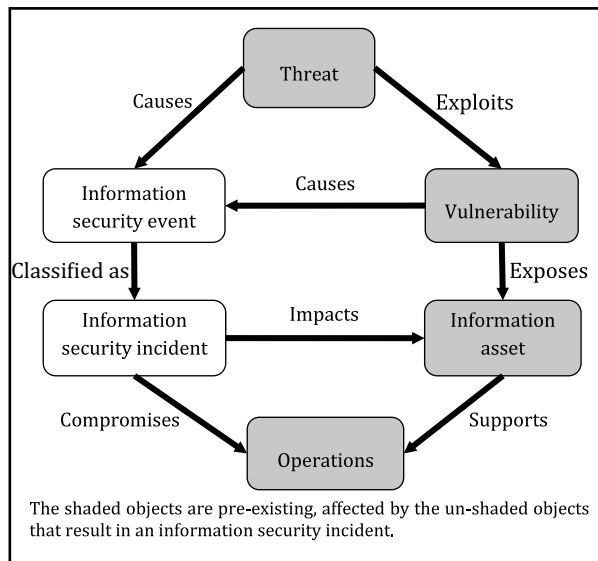 Threat
Causes
Exploits
Information
security event
Causes
Vulnerability
Classified as
Exposes
Information
security incident
Impacts
Information
asset
Compromises
Supports
Operations
The shaded objects are pre-existing, affected by the un-shaded objects
that result in an information security incident.